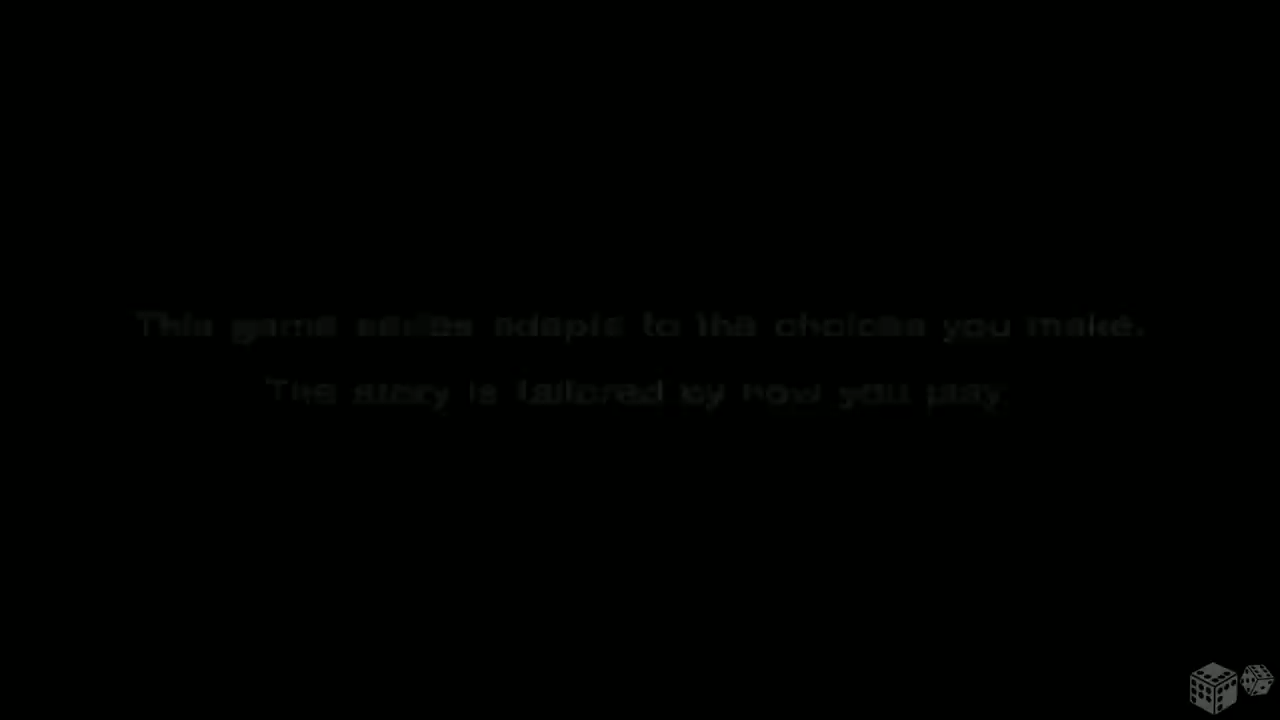 This game series adapts to the choices you make.
The story is tailored by how you play